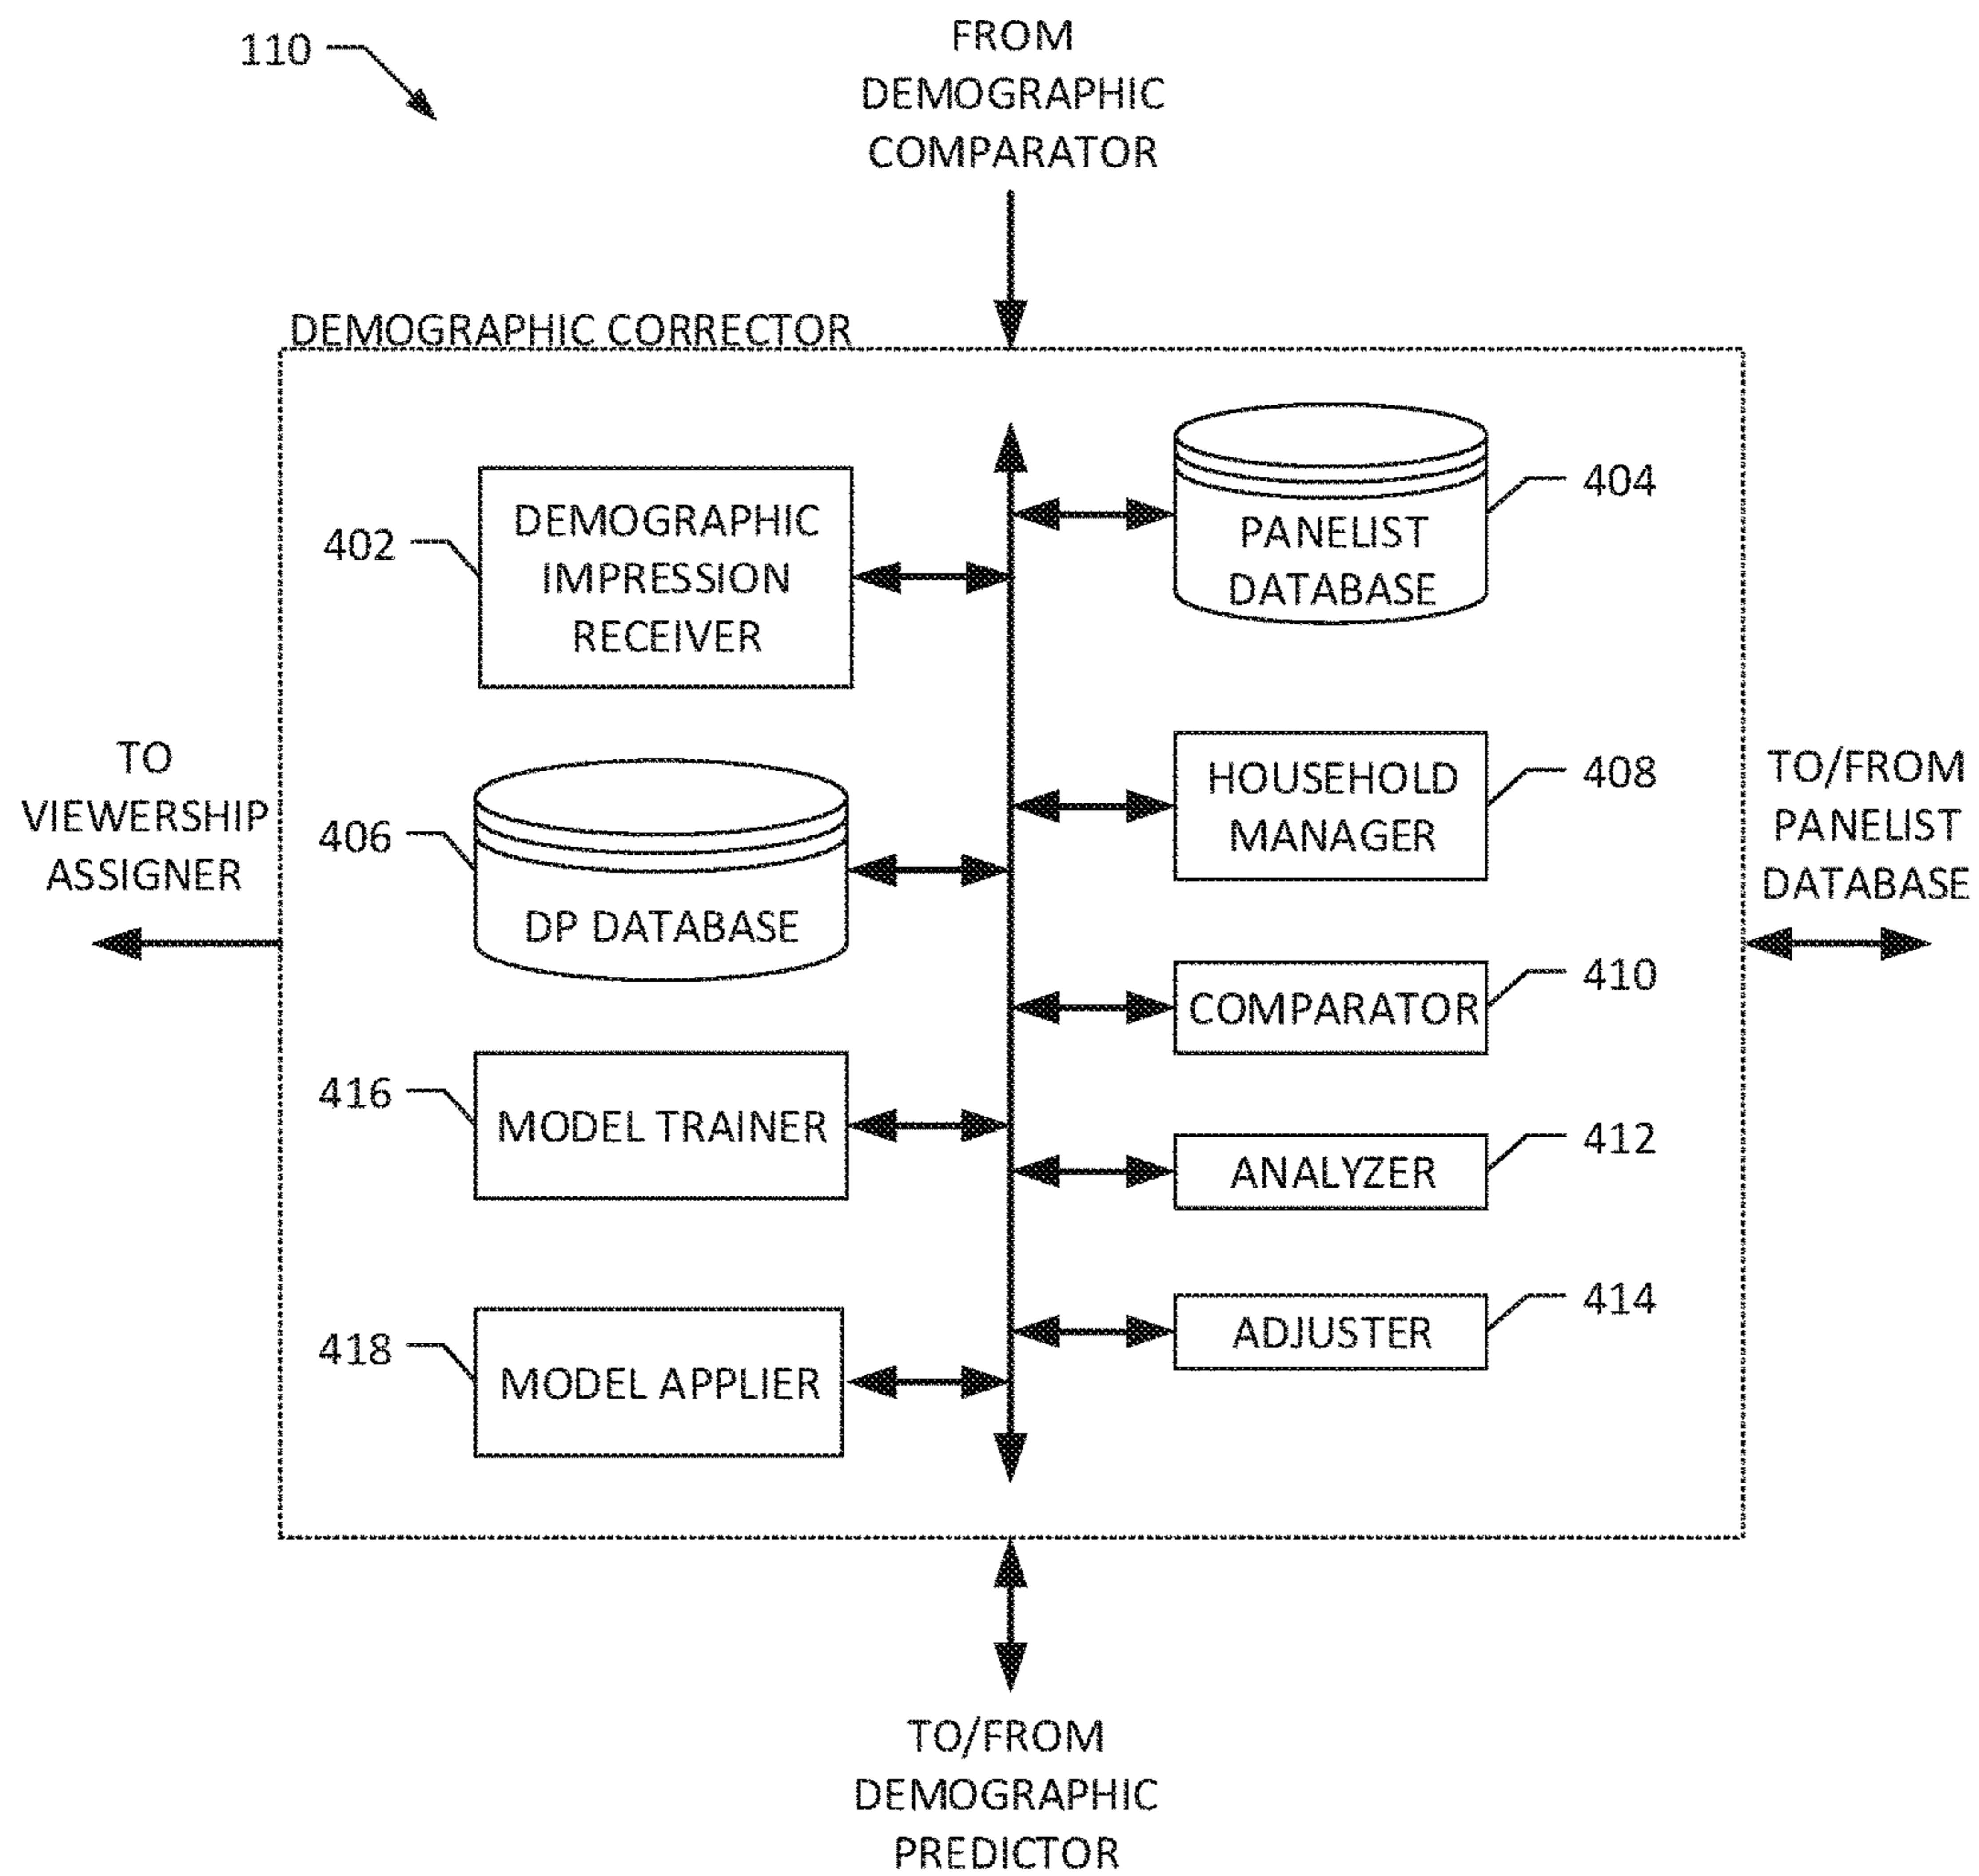 110
FROM
DEMOGRAPHIC
COMPARATOR
DEMOGRAPHIC CORRECTOR
402
DEMOGRAPHIC
IMPRESSION
RECEIVER
PANELIST
DATABASE
404
TO
VIEWERSHIP
ASSIGNER
406
DP DATABASE
HOUSEHOLD
MANAGER
408
TO/FROM
PANELIST
DATABASE
COMPARATOR
410
416
MODEL TRAINER
ANALYZER
412
418
MODEL APPLIER
ADJUSTER
414
TO/FROM
DEMOGRAPHIC
PREDICTOR